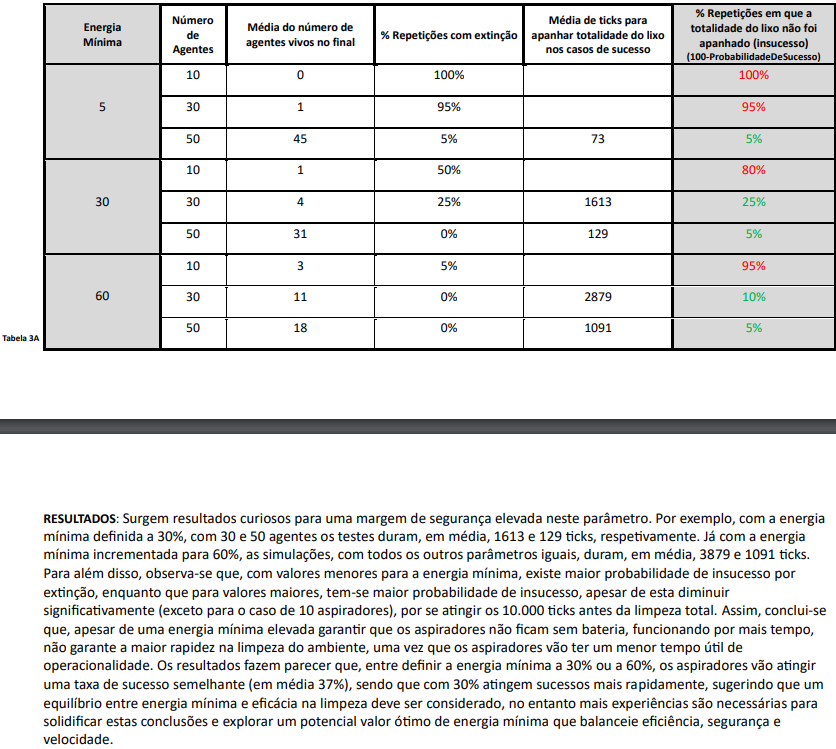 Energia Mínima | Número de Agentes | Média do número de agentes vivos no final | % Repetições com extinção | Média de ticks para apanhar totalidade do lixo nos casos de sucesso | % Repetições em que a totalidade do lixo não foi apanhado (insucesso) (100-ProbabilidadeDeSucesso)
5 | 10 | 0 | 100% | | 100%
30 | 1 | 95% | | 95%
50 | 45 | 5% | 73 | 5%
30 | 10 | 1 | 50% | | 80%
30 | 4 | 25% | 1613 | 25%
50 | 31 | 0% | 129 | 5%
60 | 10 | 3 | 5% | | 95%
30 | 11 | 0% | 2879 | 10%
50 | 18 | 0% | 1091 | 5%
Tabela 3A
RESULTADOS: Surgem resultados curiosos para uma margem de segurança elevada neste parâmetro. Por exemplo, com a energia
mínima definida a 30%, com 30 e 50 agentes os testes duram, em média, 1613 e 129 ticks, respetivamente. Já com a energia
mínima incrementada para 60%, as simulações, com todos os outros parâmetros iguais, duram, em média, 3879 e 1091 ticks.
Para além disso, observa-se que, com valores menores para a energia mínima, existe maior probabilidade de insucesso por
extinção, enquanto que para valores maiores, tem-se maior probabilidade de insucesso, apesar de esta diminuir
significativamente (exceto para o caso de 10 aspiradores), por se atingir os 10.000 ticks antes da limpeza total. Assim, conclui-se
que, apesar de uma energia mínima elevada garantir que os aspiradores não ficam sem bateria, funcionando por mais tempo,
não garante a maior rapidez na limpeza do ambiente, uma vez que os aspiradores vão ter um menor tempo útil de
operacionalidade. Os resultados fazem parecer que, entre definir a energia mínima a 30% ou a 60%, os aspiradores vão atingir
uma taxa de sucesso semelhante (em média 37%), sendo que com 30% atingem sucessos mais rapidamente, sugerindo que um
equilíbrio entre energia mínima e eficácia na limpeza deve ser considerado, no entanto mais experiências são necessárias para
solidificar estas conclusões e explorar um potencial valor ótimo de energia mínima que balanceie eficiência, segurança e
velocidade.